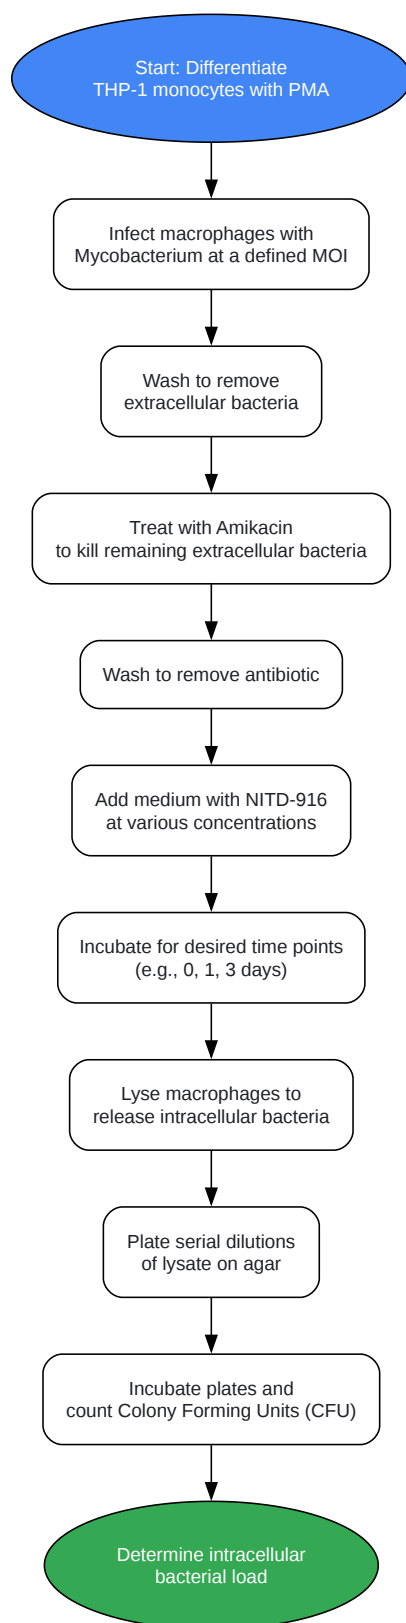 Start: Differentiate
THP-1 monocytes with PMA
Infect macrophages with
Mycobacterium at a defined MOI
Wash to remove
extracellular bacteria
Treat with Amikacin
to kill remaining extracellular bacteria
Wash to remove antibiotic
Add medium with NITD-916
at various concentrations
Incubate for desired time points
(e.g., 0, 1, 3 days)
Lyse macrophages to
release intracellular bacteria
Plate serial dilutions
of lysate on agar
Incubate plates and
count Colony Forming Units (CFU)
Determine intracellular
bacterial load